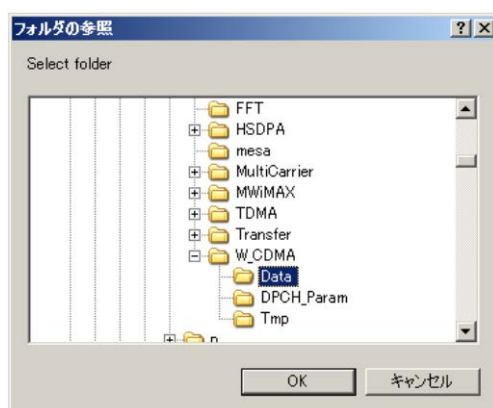 フォルダの参照
Select folder
FFT
HSDPA
mesa
MultiCarrier
MWiMAX
TDMA
Transfer
W_CDMA
Data
DPCH_Param
Tmp
OK キャンセル